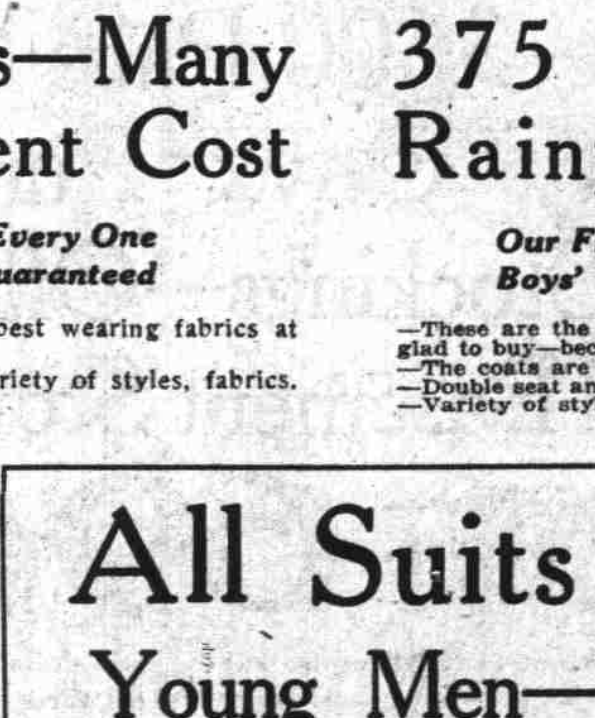 s—Many
ent Cost
Every One
uaranteed
best wearing fabrics at
riety of styles, fabrics.
375
Rain
Our F
Boys'
—These are the
glad to buy—bec
—The coats are
—Double seat an
—Variety of sty
All Suits
Young Men—